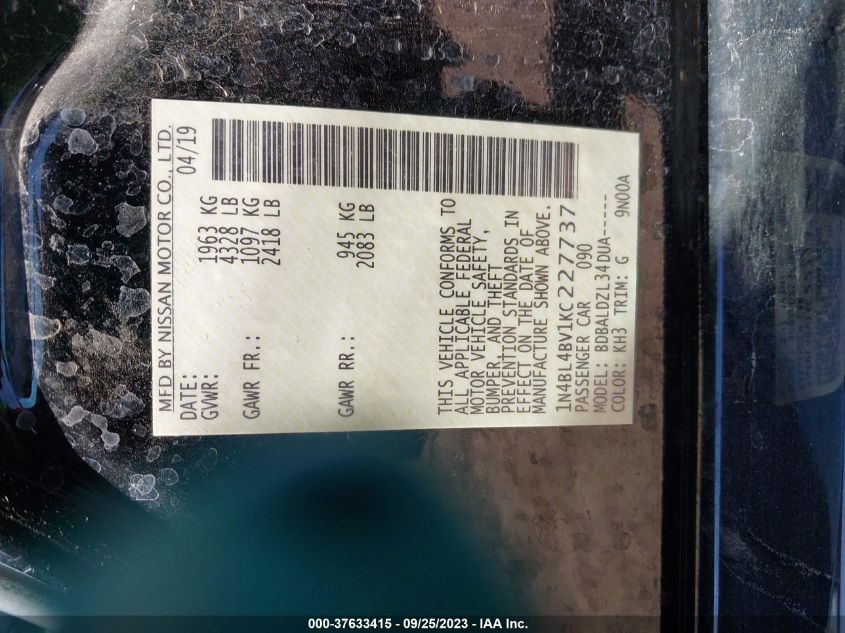 MFD BY NISSAN MOTOR CO., LTD.
DATE: 04/19
GVWR: 1963 KG
4328 LB
GAWR FR.: 1097 KG
2418 LB
GAWR RR.: 945 KG
2083 LB
THIS VEHICLE CONFORMS TO
ALL APPLICABLE FEDERAL
MOTOR VEHICLE SAFETY,
BUMPER, AND THEFT
PREVENTION STANDARDS IN
EFFECT ON THE DATE OF
MANUFACTURE SHOWN ABOVE.
1N4BL4BV1KC227737
PASSENGER CAR 090
MODEL: BDBALDZL34DUA-----
COLOR: KH3 TRIM: G 9N00A
000-37633415 - 09/25/2023 - IAA Inc.